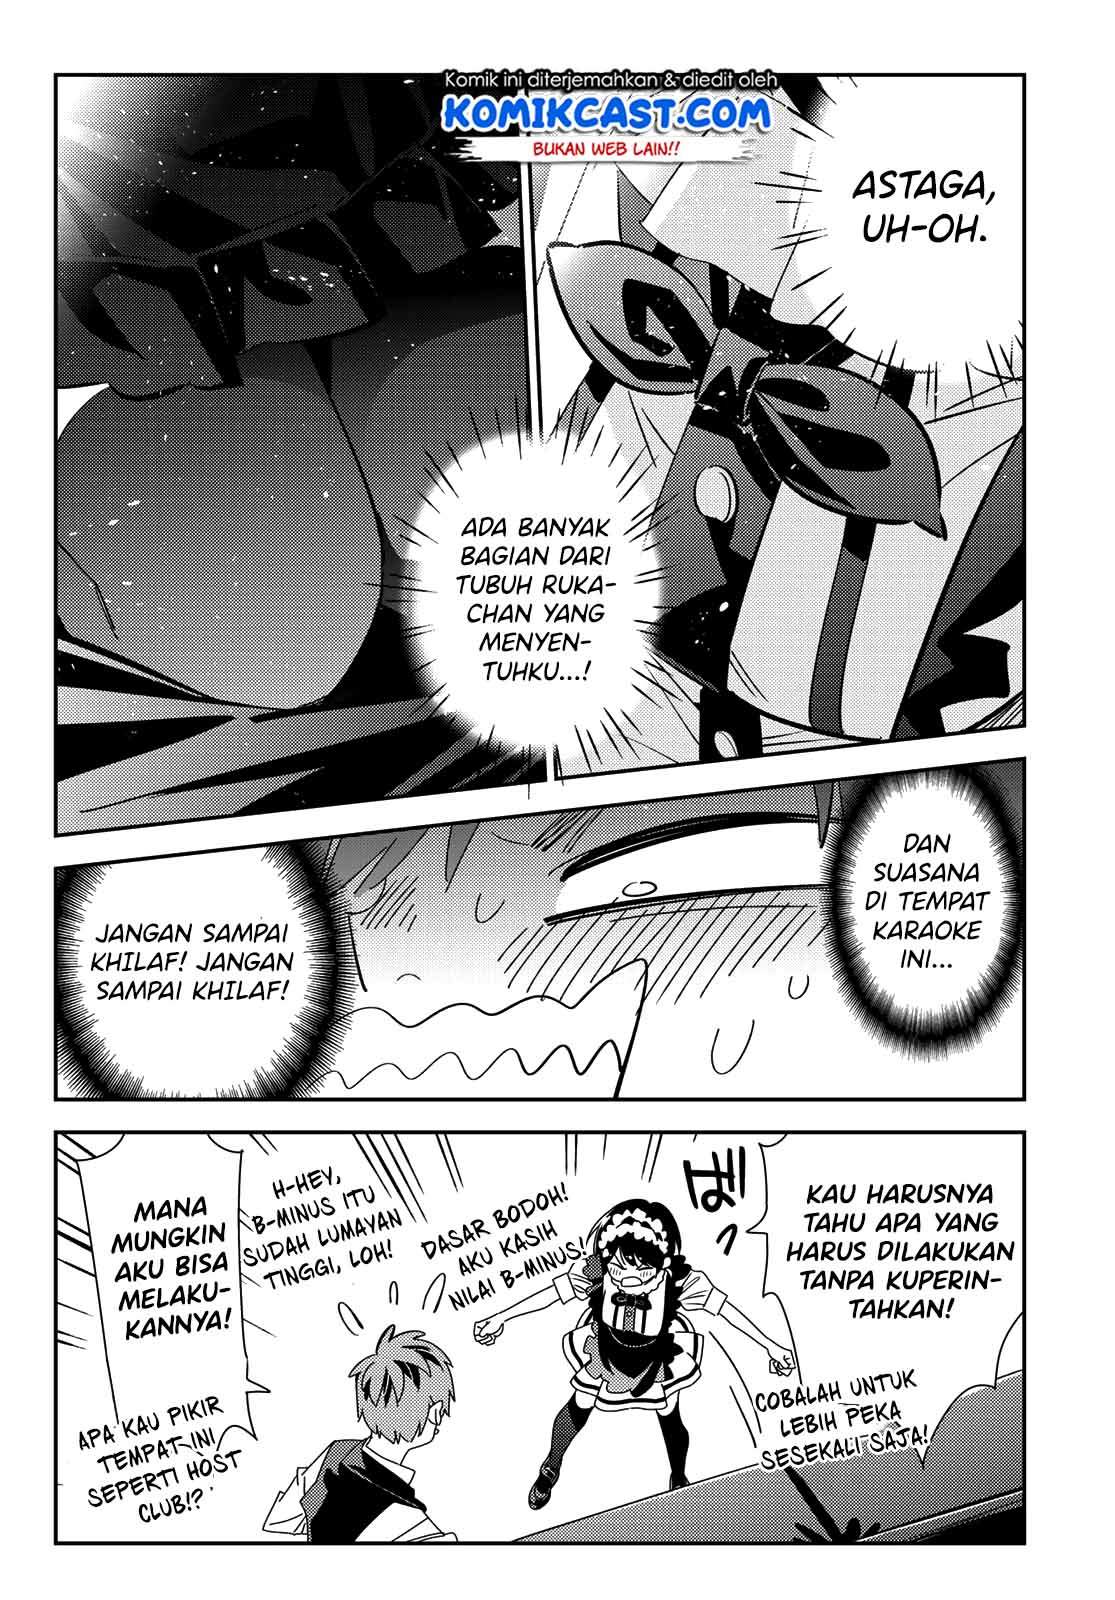 Komik ini diterjemahkan & diedit oleh
KOMIKCAST.COM
BUKAN WEB LAIN!!
ASTAGA,
UH-OH.
ADA BANYAK
BAGIAN DARI
TUBUH RUKA-
CHAN YANG
MENYEN-
TUHKU...!
DAN
SUASANA
DI TEMPAT
KARAOKE
INI...
JANGAN SAMPAI
KHILAF! JANGAN
SAMPAI KHILAF!
KAU HARUSNYA
TAHU APA YANG
HARUS DILAKUKAN
TANPA KUPERIN-
TAHKAN!
COBALAH UNTUK
LEBIH PEKA
SESEKALI SAJA!
DASAR BODOH!
AKU KASIH
NILAI B-MINUS!
H-HEY,
B-MINUS ITU
SUDAH LUMAYAN
TINGGI, LOH!
MANA
MUNGKIN
AKU BISA
MELAKU-
KANNYA!
APA KAU PIKIR
TEMPAT INI
SEPERTI HOST
CLUB!?